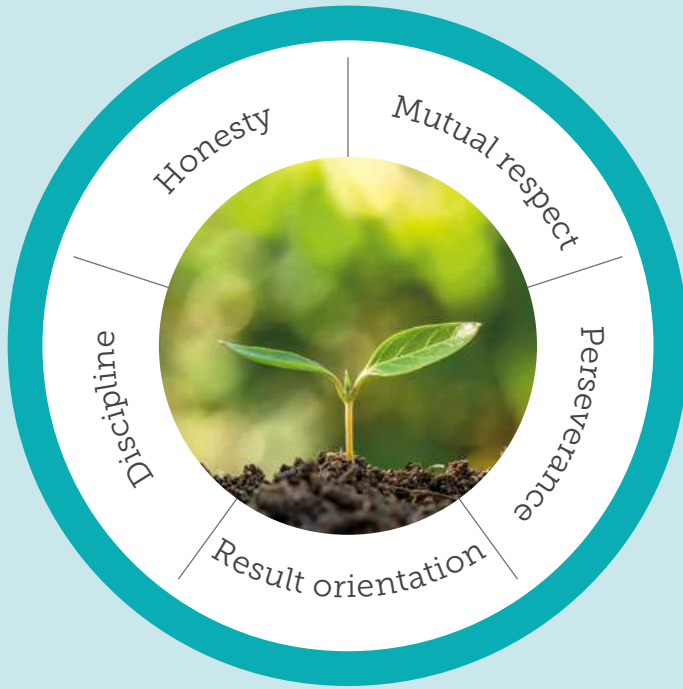 Honesty
Mutual respect
Perseverance
Result orientation
Discipline